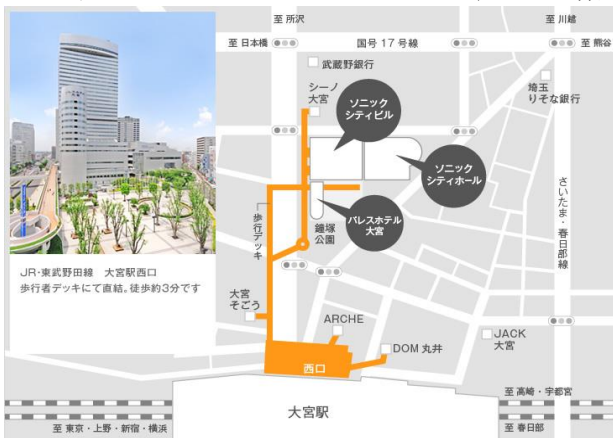 至 所沢
至 川越
至 日本橋
国号17号線
至 熊谷
武蔵野銀行
シーノ
大宮
ソニック
シティビル
埼玉
りそな銀行
ソニック
シティホール
さいたま・春日部線
歩行デッキ
鐘塚
公園
パレスホテル
大宮
JR・東武野田線 大宮駅西口
歩行者デッキにて直結。徒歩約3分です
大宮
そごう
ARCHE
DOM 丸井
JACK
大宮
西口
大宮駅
至 高崎・宇都宮
至 東京・上野・新宿・横浜
至 春日部